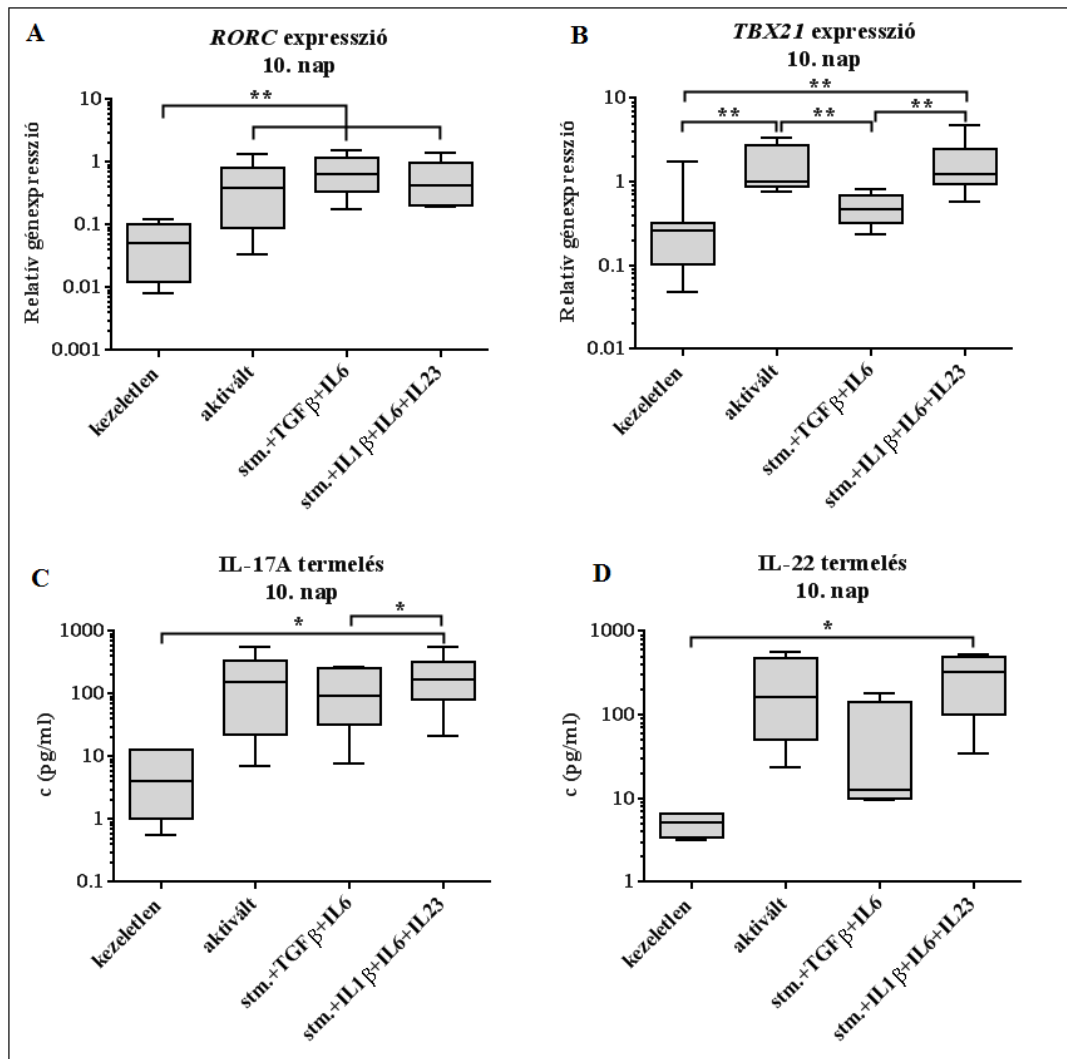 A
RORC expresszió
10. nap
**
Relatív génexpresszió
10
1
0.1
0.01
0.001
kezeletlen
aktivált
stm.+TGFβ+IL6
stm.+IL1β+IL6+IL23
B
TBX21 expresszió
10. nap
**
** ** **
Relatív génexpresszió
10
1
0.1
0.01
kezeletlen
aktivált
stm.+TGFβ+IL6
stm.+IL1β+IL6+IL23
C
IL-17A termelés
10. nap
*
*
c (pg/ml)
1000
100
10
1
0.1
kezeletlen
aktivált
stm.+TGFβ+IL6
stm.+IL1β+IL6+IL23
D
IL-22 termelés
10. nap
*
c (pg/ml)
1000
100
10
1
kezeletlen
aktivált
stm.+TGFβ+IL6
stm.+IL1β+IL6+IL23